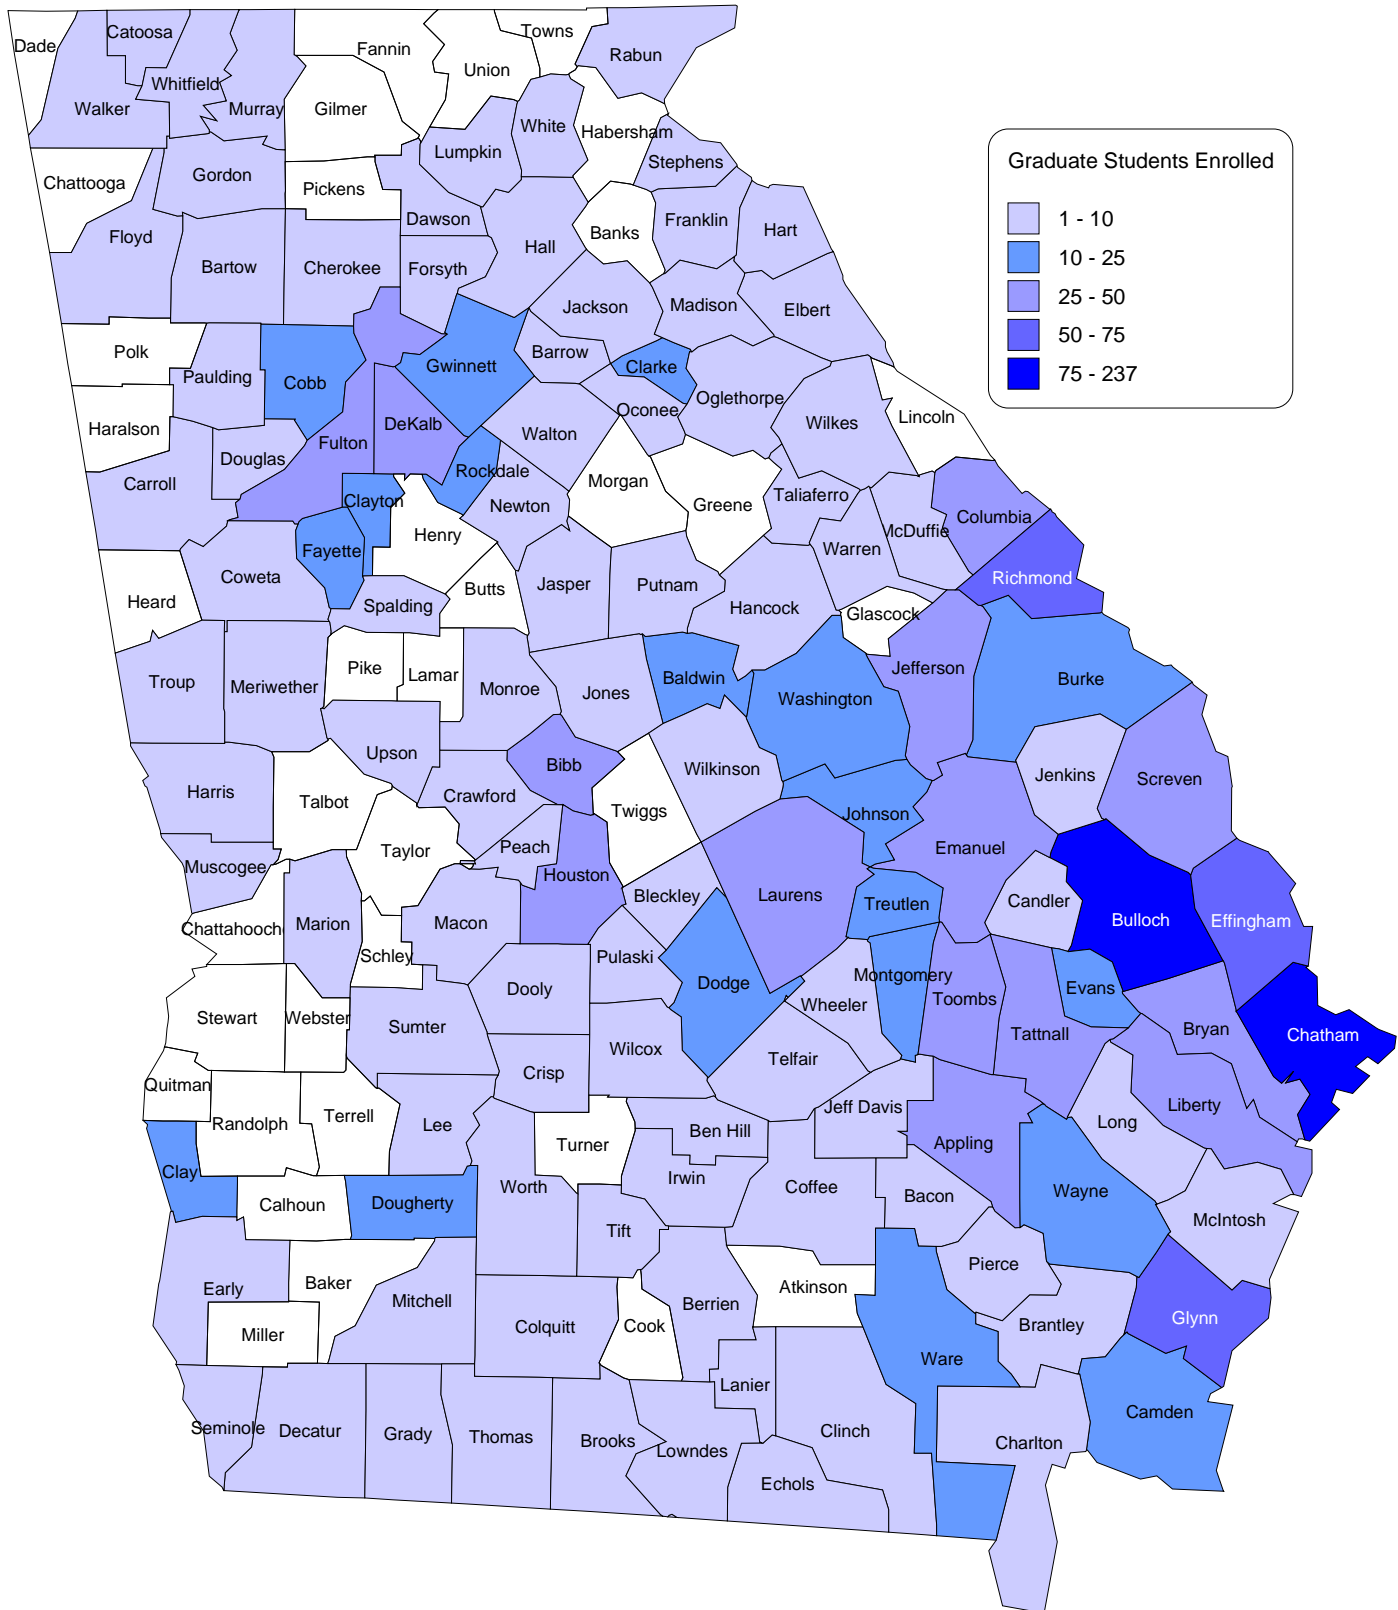 Towns
Dade
Catoosa
Fannin
Rabun
Union
Whitfield
Walker
Murray
Gilmer
White
Habersham
Lumpkin
Stephens
Graduate Students Enrolled
Chattooga
Gordon
Pickens
1 - 10
10 - 25
25 - 50
50 - 75
75 - 237
Dawson
Franklin
Hart
Floyd
Hall
Banks
Bartow
Cherokee
Forsyth
Jackson
Madison
Elbert
Polk
Barrow
Gwinnett
Clarke
Paulding
Cobb
Oglethorpe
Oconee
Lincoln
Haralson
DeKalb
Wilkes
Walton
Fulton
Douglas
Rockdale
Carroll
Morgan
Taliaferro
Clayton
Newton
Greene
Columbia
McDuffie
Henry
Fayette
Warren
Coweta
Richmond
Jasper
Putnam
Butts
Heard
Spalding
Hancock
Glascock
Pike
Jefferson
Lamar
Troup
Meriwether
Monroe
Jones
Baldwin
Burke
Washington
Upson
Bibb
Wilkinson
Jenkins
Screven
Harris
Talbot
Crawford
Twiggs
Johnson
Peach
Emanuel
Taylor
Muscogee
Houston
Bleckley
Laurens
Treutlen
Candler
Chattahooch
Marion
Macon
Bulloch
Effingham
Schley
Pulaski
Montgomery
Dodge
Dooly
Evans
Toombs
Wheeler
Stewart
Webster
Sumter
Tattnall
Bryan
Chatham
Wilcox
Telfair
Crisp
Quitman
Liberty
Jeff Davis
Randolph
Terrell
Lee
Long
Ben Hill
Turner
Appling
Clay
Irwin
Worth
Coffee
Wayne
Bacon
Calhoun
Dougherty
McIntosh
Tift
Pierce
Early
Baker
Mitchell
Atkinson
Berrien
Miller
Colquitt
Cook
Brantley
Glynn
Ware
Lanier
Camden
Seminole
Decatur
Grady
Thomas
Brooks
Clinch
Lowndes
Charlton
Echols